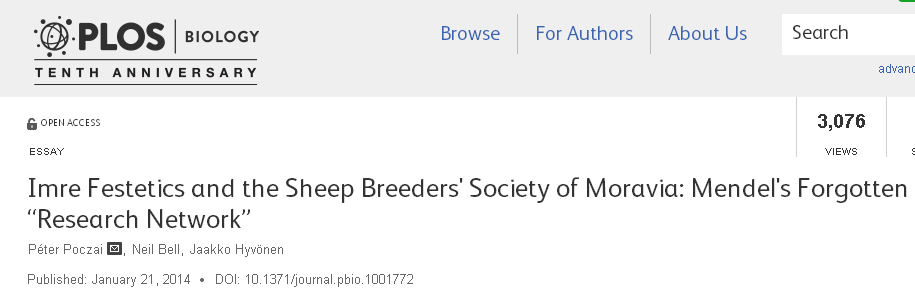 PLOS BIOLOGY
TENTH ANNIVERSARY
Browse For Authors About Us Search
OPEN ACCESS
ESSAY
3,076
VIEWS
Imre Festetics and the Sheep Breeders' Society of Moravia: Mendel's Forgotten
“Research Network”
Péter Poczai , Neil Bell, Jaakko Hyvönen
Published: January 21, 2014 • DOI: 10.1371/journal.pbio.1001772